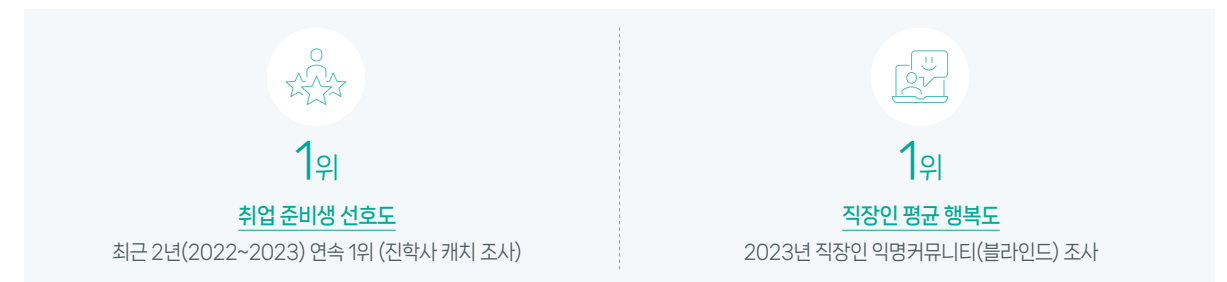 1위
취업 준비생 선호도
최근 2년(2022~2023) 연속 1위 (진학사 캐치 조사)
1위
직장인 평균 행복도
2023년 직장인 익명커뮤니티(블라인드) 조사